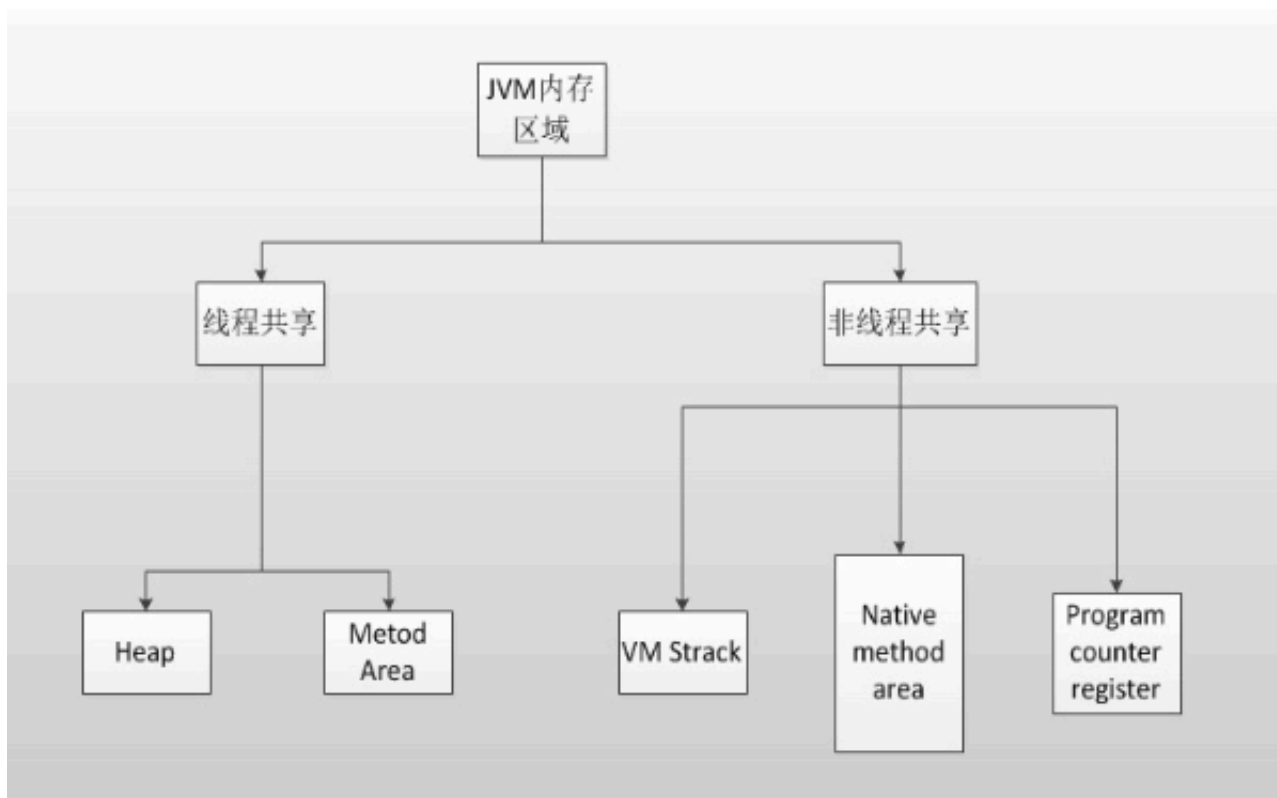 JVM内存
区域
线程共享
非线程共享
Heap
Metod
Area
VM Strack
Native
method
area
Program
counter
register